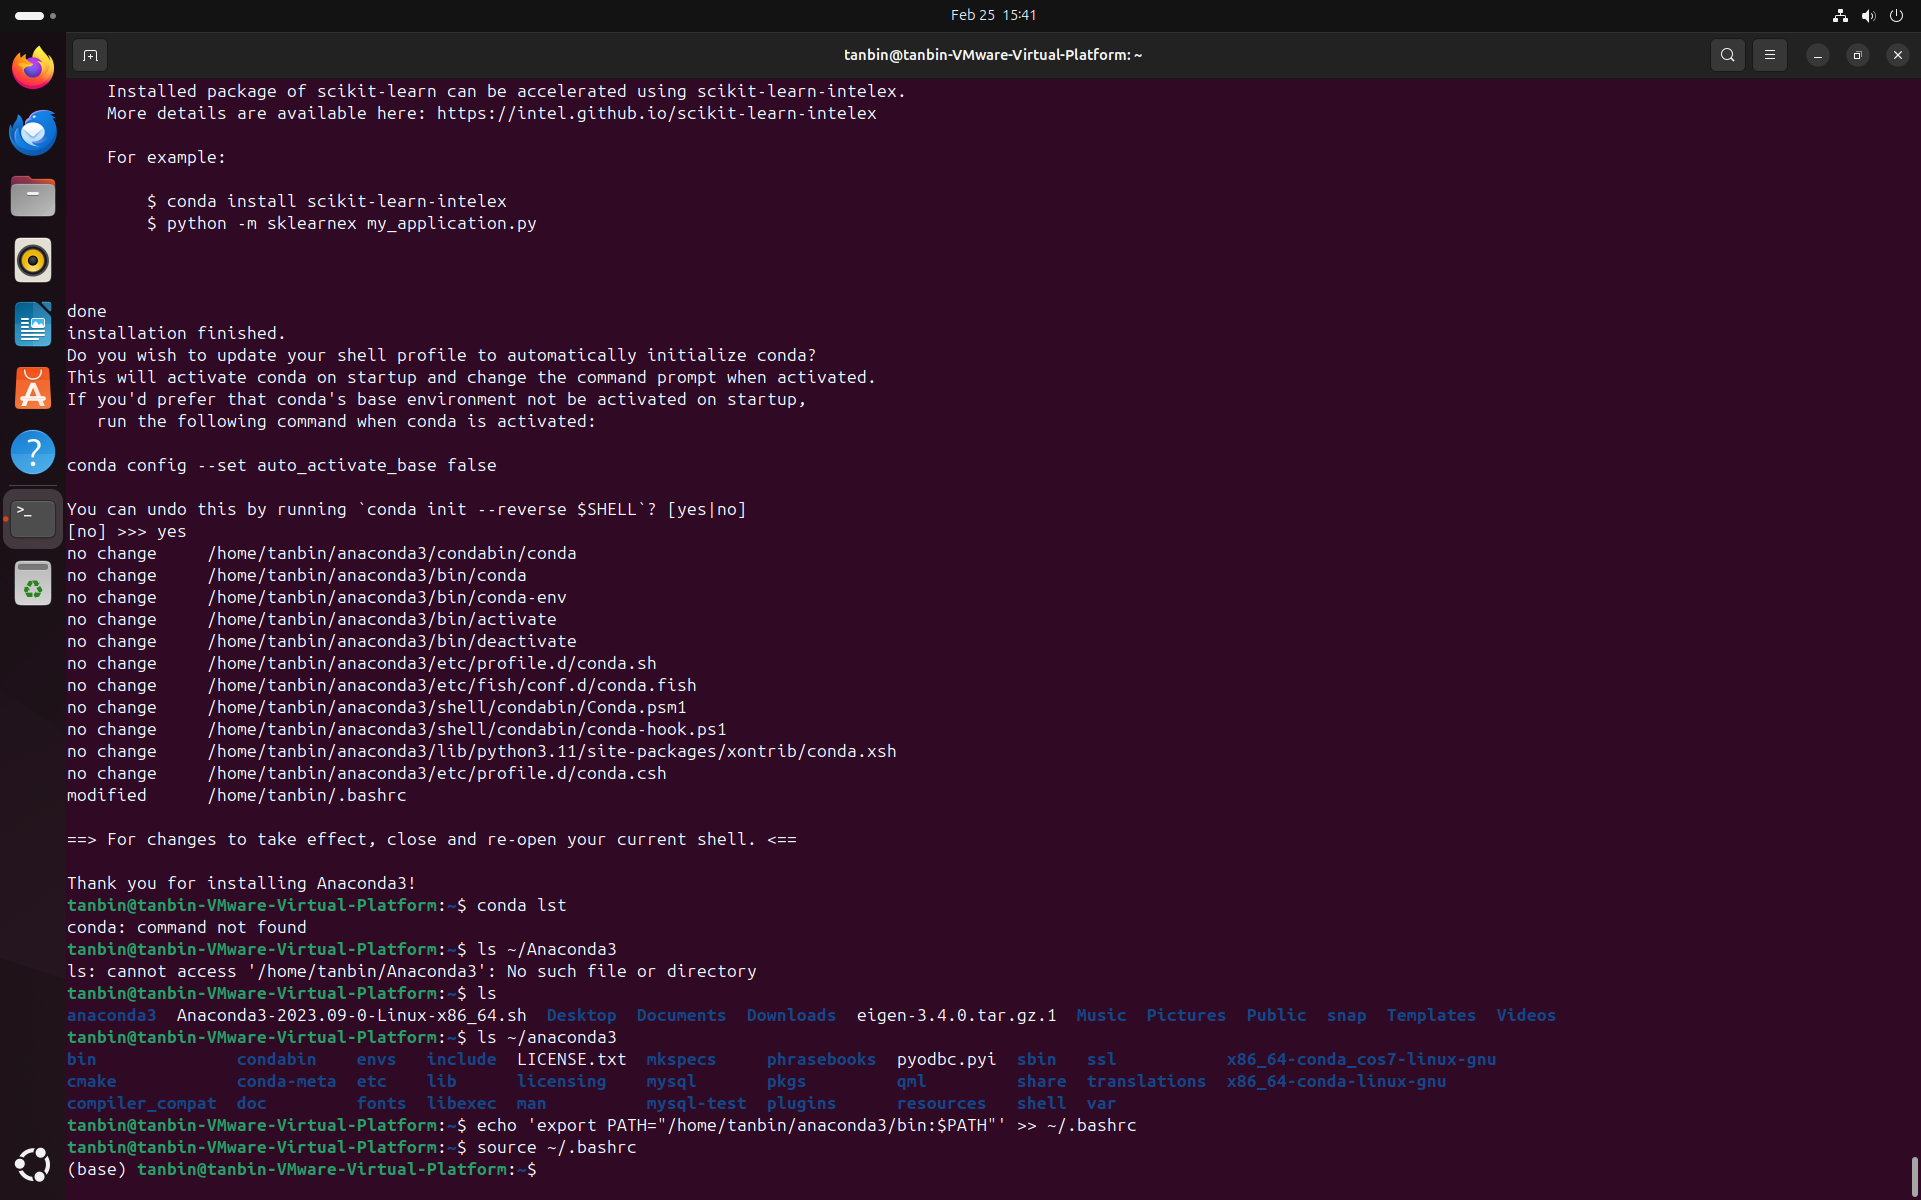 Feb 25 15:41
tanbin@tanbin-VMware-Virtual-Platform: ~
Installed package of scikit-learn can be accelerated using scikit-learn-intelex.
More details are available here: https://intel.github.io/scikit-learn-intelex
For example:
$ conda install scikit-learn-intelex
$ python -m sklearnex my_application.py
done
installation finished.
Do you wish to update your shell profile to automatically initialize conda?
This will activate conda on startup and change the command prompt when activated.
If you'd prefer that conda's base environment not be activated on startup,
run the following command when conda is activated:
conda config --set auto_activate_base false
You can undo this by running `conda init --reverse $SHELL`? [yes|no]
[no] >>> yes
no change     /home/tanbin/anaconda3/condabin/conda
no change     /home/tanbin/anaconda3/bin/conda
no change     /home/tanbin/anaconda3/bin/conda-env
no change     /home/tanbin/anaconda3/bin/activate
no change     /home/tanbin/anaconda3/bin/deactivate
no change     /home/tanbin/anaconda3/etc/profile.d/conda.sh
no change     /home/tanbin/anaconda3/etc/fish/conf.d/conda.fish
no change     /home/tanbin/anaconda3/shell/condabin/Conda.psm1
no change     /home/tanbin/anaconda3/shell/condabin/conda-hook.ps1
no change     /home/tanbin/anaconda3/lib/python3.11/site-packages/xontrib/conda.xsh
no change     /home/tanbin/anaconda3/etc/profile.d/conda.csh
modified      /home/tanbin/.bashrc
==> For changes to take effect, close and re-open your current shell. <==
Thank you for installing Anaconda3!
tanbin@tanbin-VMware-Virtual-Platform:~$ conda lst
conda: command not found
tanbin@tanbin-VMware-Virtual-Platform:~$ ls ~/Anaconda3
ls: cannot access '/home/tanbin/Anaconda3': No such file or directory
tanbin@tanbin-VMware-Virtual-Platform:~$ ls
anaconda3  Anaconda3-2023.09-0-Linux-x86_64.sh  Desktop  Documents  Downloads  eigen-3.4.0.tar.gz.1  Music  Pictures  Public  snap  Templates  Videos
tanbin@tanbin-VMware-Virtual-Platform:~$ ls ~/anaconda3
bin              condabin    envs   include  LICENSE.txt  mkspecs     phrasebooks  pyodbc.pyi  sbin   ssl           x86_64-conda_cos7-linux-gnu
cmake            conda-meta  etc    lib      licensing    mysql       pkgs         qml         share  translations  x86_64-conda-linux-gnu
compiler_compat  doc         fonts  libexec  man          mysql-test  plugins      resources   shell  var
tanbin@tanbin-VMware-Virtual-Platform:~$ echo 'export PATH="/home/tanbin/anaconda3/bin:$PATH"' >> ~/.bashrc
tanbin@tanbin-VMware-Virtual-Platform:~$ source ~/.bashrc
(base) tanbin@tanbin-VMware-Virtual-Platform:~$